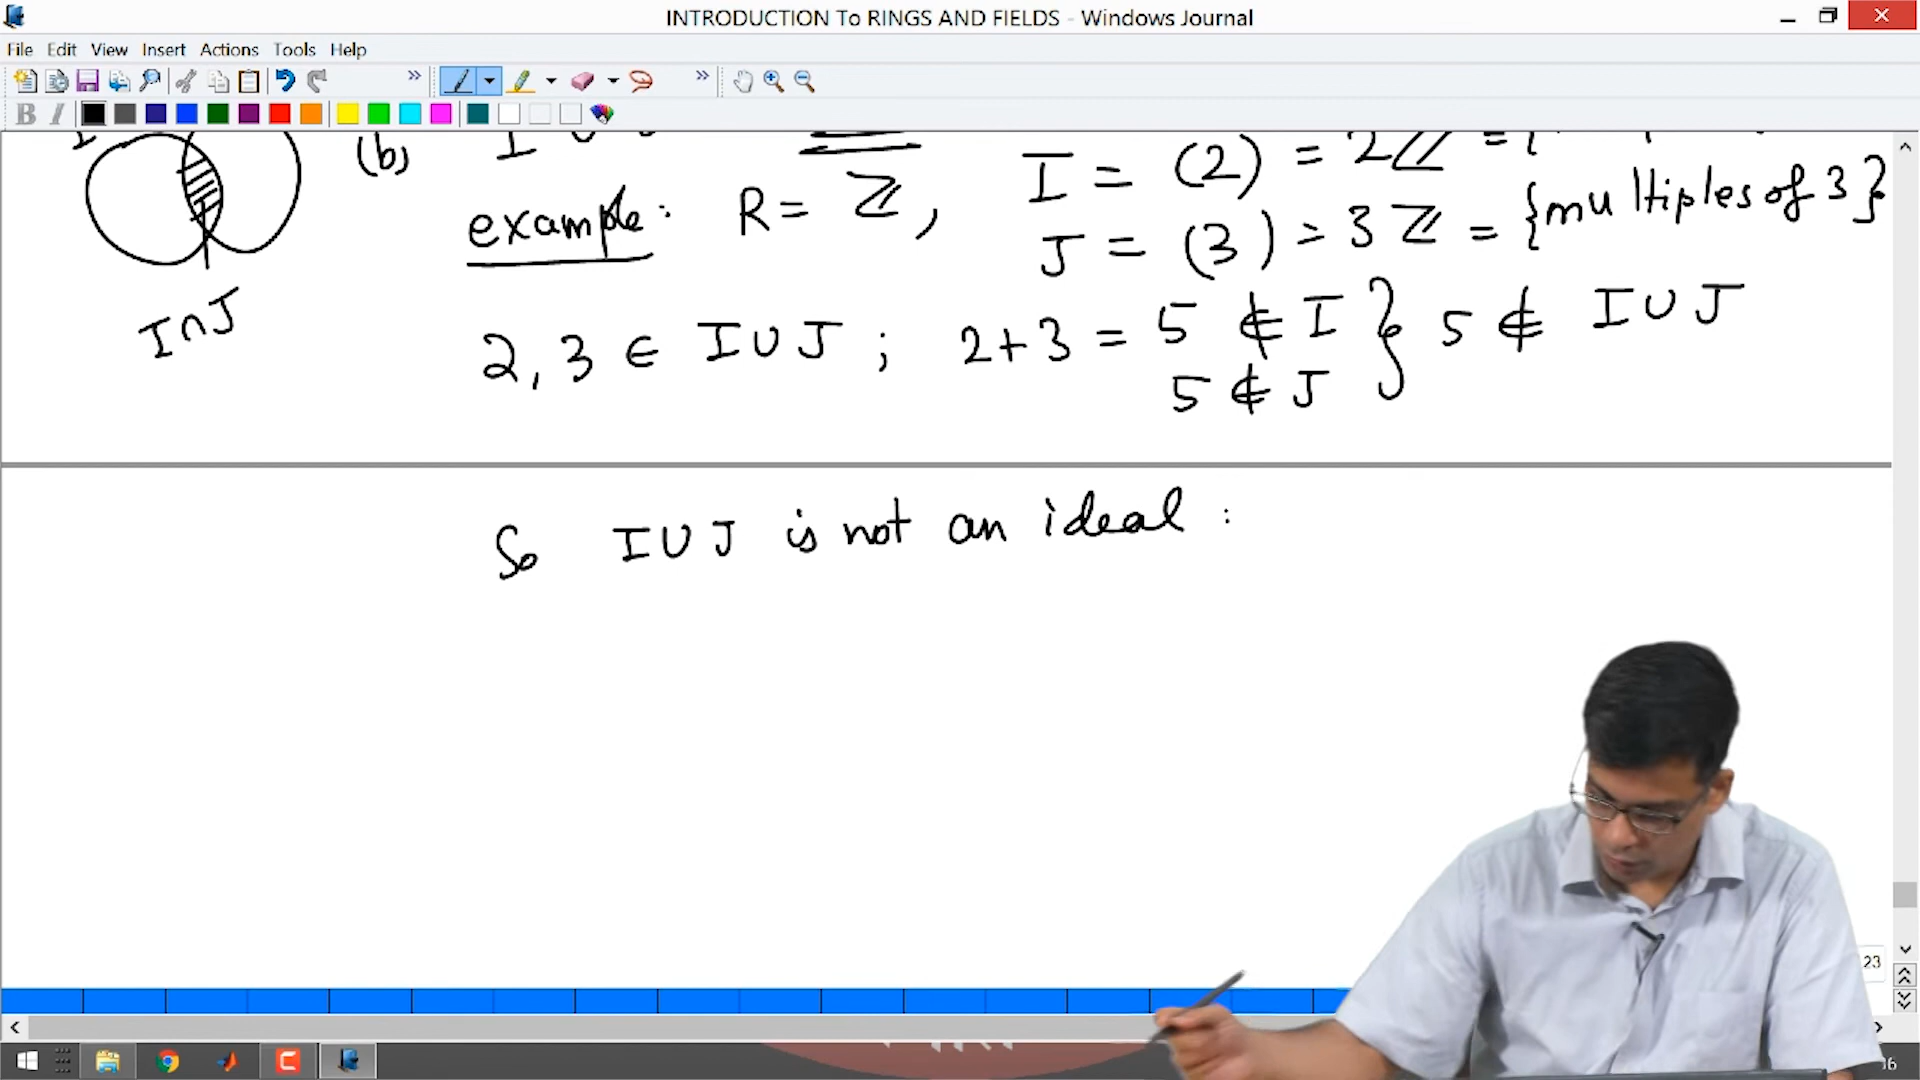 INTRODUCTION To RINGS AND FIELDS - Windows Journal
File Edit View Insert Actions Tools Help
B I
(b) I ∪
I = (2) = 2ℤ = {
example: R = ℤ,
J = (3) = 3ℤ = {multiples of 3}
I∩J
2, 3 ∈ I∪J ; 2+3 = 5 ∉ I } 5 ∉ I∪J
5 ∉ J
So I∪J is not an ideal :
23